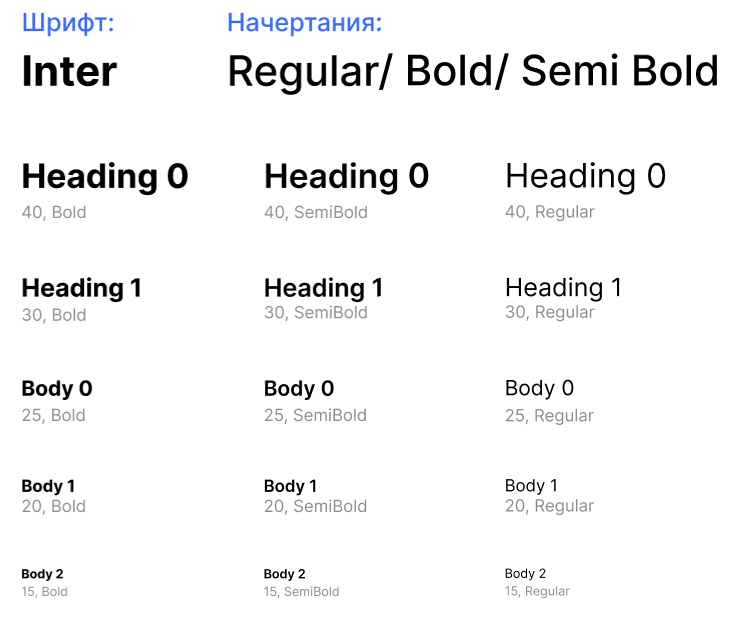 Шрифт: Начертания:
Inter Regular/ Bold/ Semi Bold
Heading 0 Heading 0 Heading 0
40, Bold 40, SemiBold 40, Regular
Heading 1 Heading 1 Heading 1
30, Bold 30, SemiBold 30, Regular
Body 0 Body 0 Body 0
25, Bold 25, SemiBold 25, Regular
Body 1 Body 1 Body 1
20, Bold 20, SemiBold 20, Regular
Body 2 Body 2 Body 2
15, Bold 15, SemiBold 15, Regular